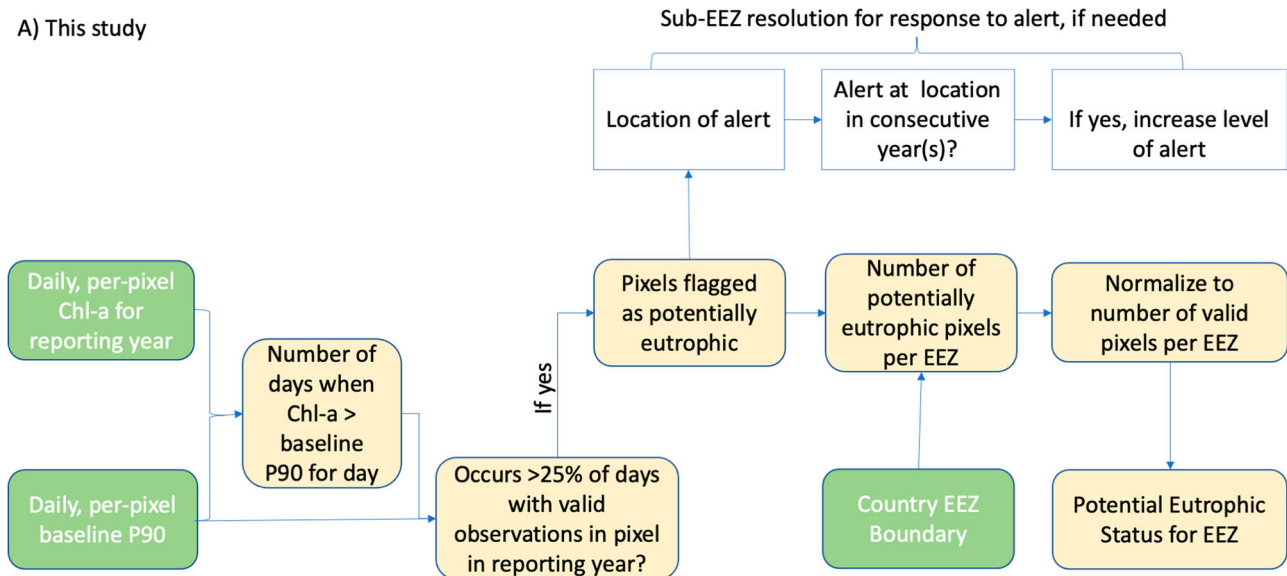 A) This study
Sub-EEZ resolution for response to alert, if needed
Location of alert
Alert at location
in consecutive
year(s)?
If yes, increase level
of alert
Daily, per-pixel
Chl-a for
reporting year
Number of
days when
Chl-a >
baseline
P90 for day
Daily, per-pixel
baseline P90
Occurs >25% of days
with valid
observations in pixel
in reporting year?
If yes
Pixels flagged
as potentially
eutrophic
Number of
potentially
eutrophic pixels
per EEZ
Normalize to
number of valid
pixels per EEZ
Country EEZ
Boundary
Potential Eutrophic
Status for EEZ